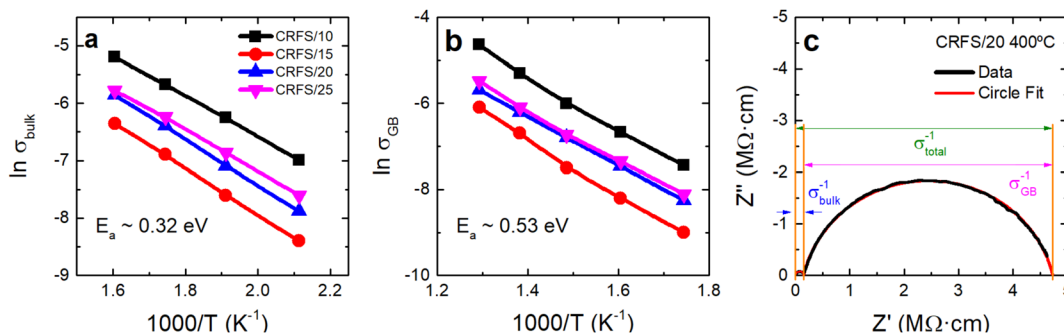 a
CRFS/10
CRFS/15
CRFS/20
CRFS/25
-5
-6
-7
-8
-9
ln σbulk
Ea ~ 0.32 eV
1.6 1.8 2.0 2.2
1000/T (K-1)
b
-4
-6
-8
-10
ln σGB
Ea ~ 0.53 eV
1.2 1.4 1.6 1.8
1000/T (K-1)
c
CRFS/20 400ºC
Data
Circle Fit
-5
-4
-3
-2
-1
0
Z'' (MΩ·cm)
σ-1total
σ-1GB
σ-1bulk
0 1 2 3 4 5
Z' (MΩ·cm)